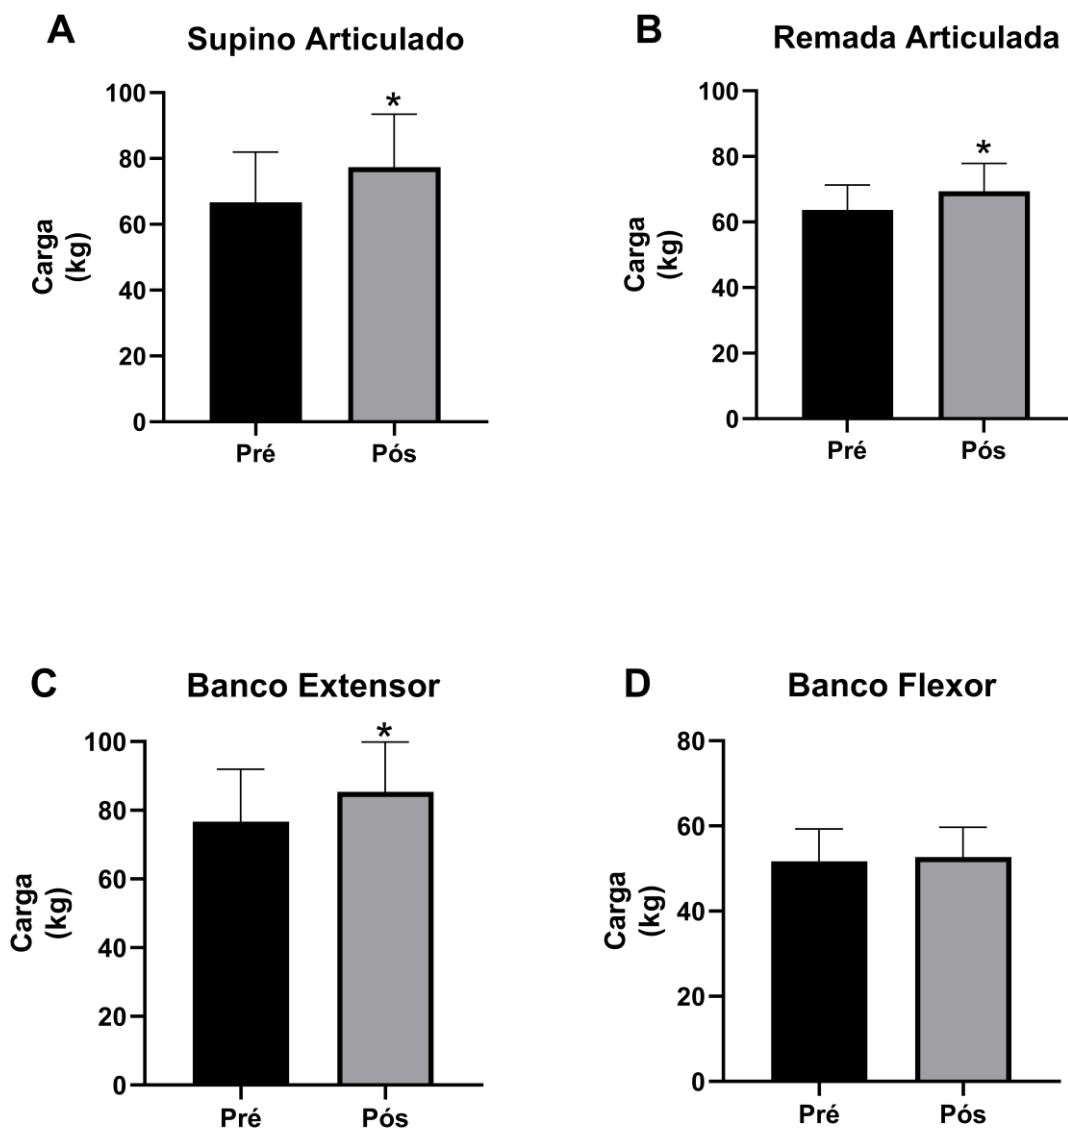 A
Supino Articulado
Carga
(kg)
100
80
60
40
20
0
*
Pré
Pós
B
Remada Articulada
Carga
(kg)
100
80
60
40
20
0
*
Pré
Pós
C
Banco Extensor
Carga
(kg)
100
80
60
40
20
0
*
Pré
Pós
D
Banco Flexor
Carga
(kg)
80
60
40
20
0
Pré
Pós